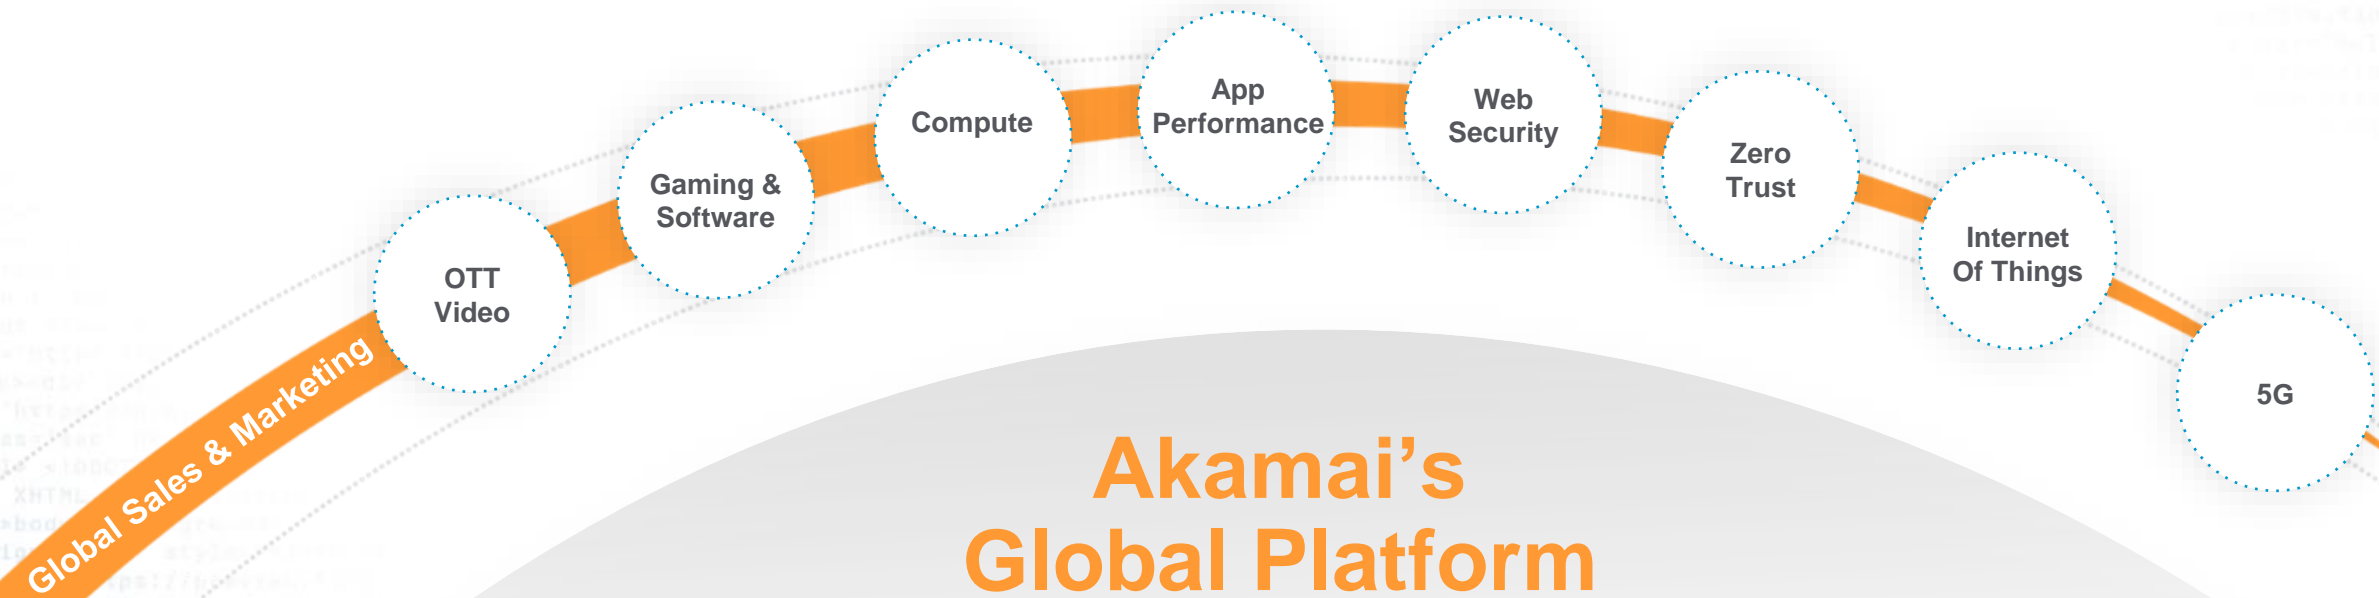 OTT
Video
Gaming &
Software
Compute
App
Performance
Web
Security
Zero
Trust
Internet
Of Things
5G
Global Sales & Marketing
Akamai’s
Global Platform